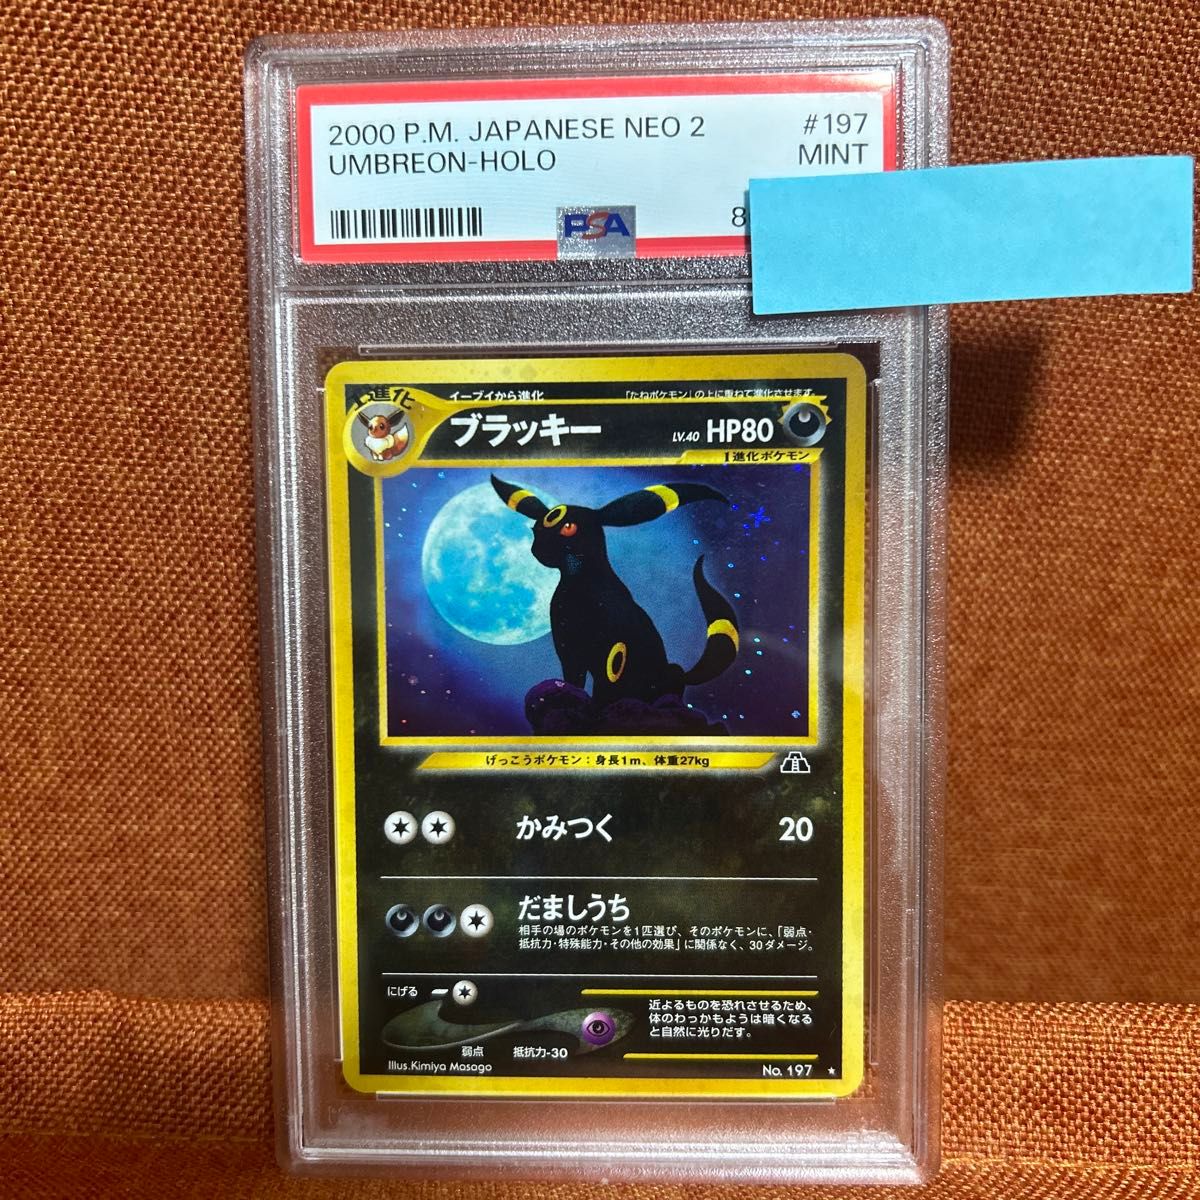 2000 P.M. JAPANESE NEO 2 #197
UMBREON-HOLO MINT
PSA 8
進化
イーブイから進化 「たねポケモン」の上に重ねて進化させます
ブラッキー LV.40 HP80
1進化ポケモン
げっこうポケモン：身長1m、体重27kg
かみつく 20
だましうち
相手の場のポケモンを1匹選び、そのポケモンに、「弱点・
抵抗力・特殊能力・その他の効果」に関係なく、30ダメージ。
にげる
近よるものを恐れさせるため、
体のわっかもようは暗くなる
と自然に光りだす。
弱点 抵抗力-30
Illus.Kimiya Masago
No. 197